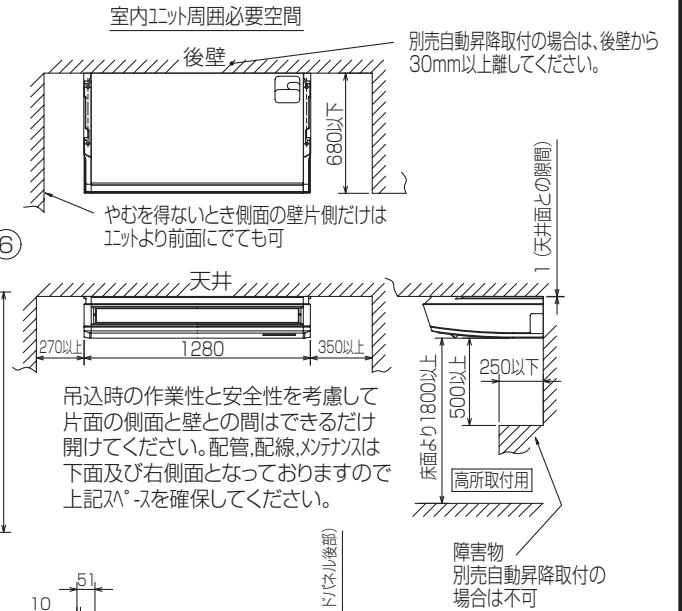 室内ユニット周囲必要空間
後壁
別売自動昇降取付の場合は、後壁から
30mm以上離してください。
680以下
1 (天井面との隙間)
やむを得ないとき側面の壁片側だけは
ユニットより前面にでても可
6
天井
270以上
1280
350以上
床面より1800以上
500以上
250以下
吊込時の作業性と安全性を考慮して
片面の側面と壁との間はできるだけ
開けてください。配管,配線,メンテナンスは
下面及び右側面となっておりますので
上記スペースを確保してください。
高所取付用
障害物
別売自動昇降取付の
場合は不可
51
10
ドパネル後部)